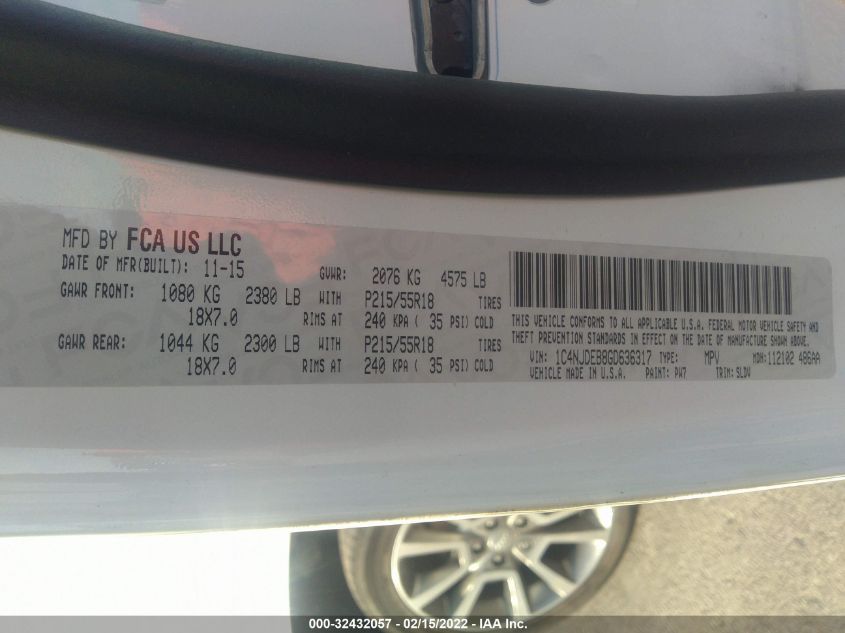 MFD BY FCA US LLC
DATE OF MFR(BUILT): 11-15 GVWR: 2076 KG 4575 LB
GAWR FRONT: 1080 KG 2380 LB WITH P215/55R18 TIRES
18X7.0 RIMS AT 240 KPA ( 35 PSI) COLD
GAWR REAR: 1044 KG 2300 LB WITH P215/55R18 TIRES
18X7.0 RIMS AT 240 KPA ( 35 PSI) COLD
THIS VEHICLE CONFORMS TO ALL APPLICABLE U.S.A. FEDERAL MOTOR VEHICLE SAFETY AND
THEFT PREVENTION STANDARDS IN EFFECT ON THE DATE OF MANUFACTURE SHOWN ABOVE.
VIN: 1C4NJDEB8GD636317 TYPE: MPV MDH: 112102 486AA
VEHICLE MADE IN U.S.A. PAINT: PW7 TRIM: SLDV
000-32432057 - 02/15/2022 - IAA Inc.